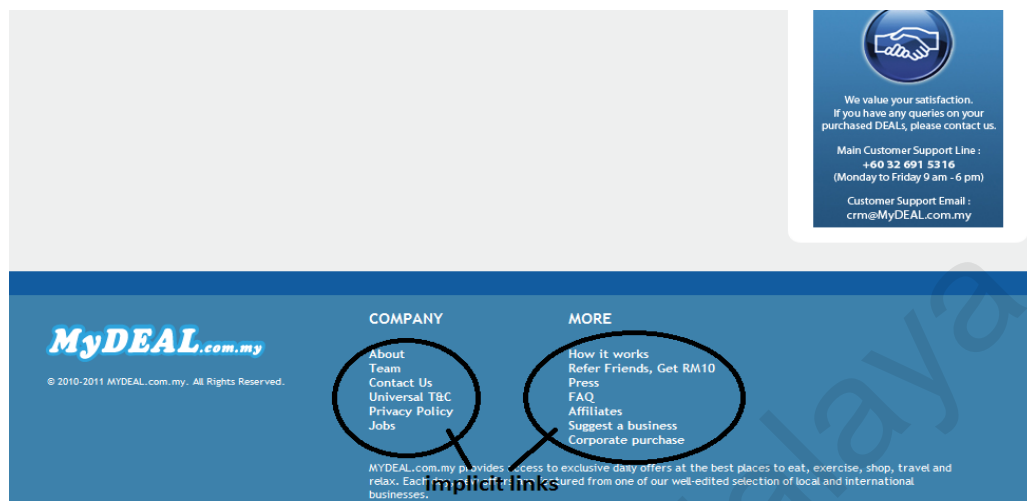 We value your satisfaction.
If you have any queries on your
purchased DEALs, please contact us.
Main Customer Support Line :
+60 32 691 5316
(Monday to Friday 9 am - 6 pm)
Customer Support Email :
crm@MyDEAL.com.my
MyDEAL.com.my
© 2010-2011 MYDEAL.com.my. All Rights Reserved.
COMPANY
About
Team
Contact Us
Universal T&C
Privacy Policy
Jobs
MORE
How it works
Refer Friends, Get RM10
Press
FAQ
Affiliates
Suggest a business
Corporate purchase
MYDEAL.com.my provides access to exclusive daily offers at the best places to eat, exercise, shop, travel and
relax. Each featured from one of our well-edited selection of local and international
businesses.
implicit links
alaya